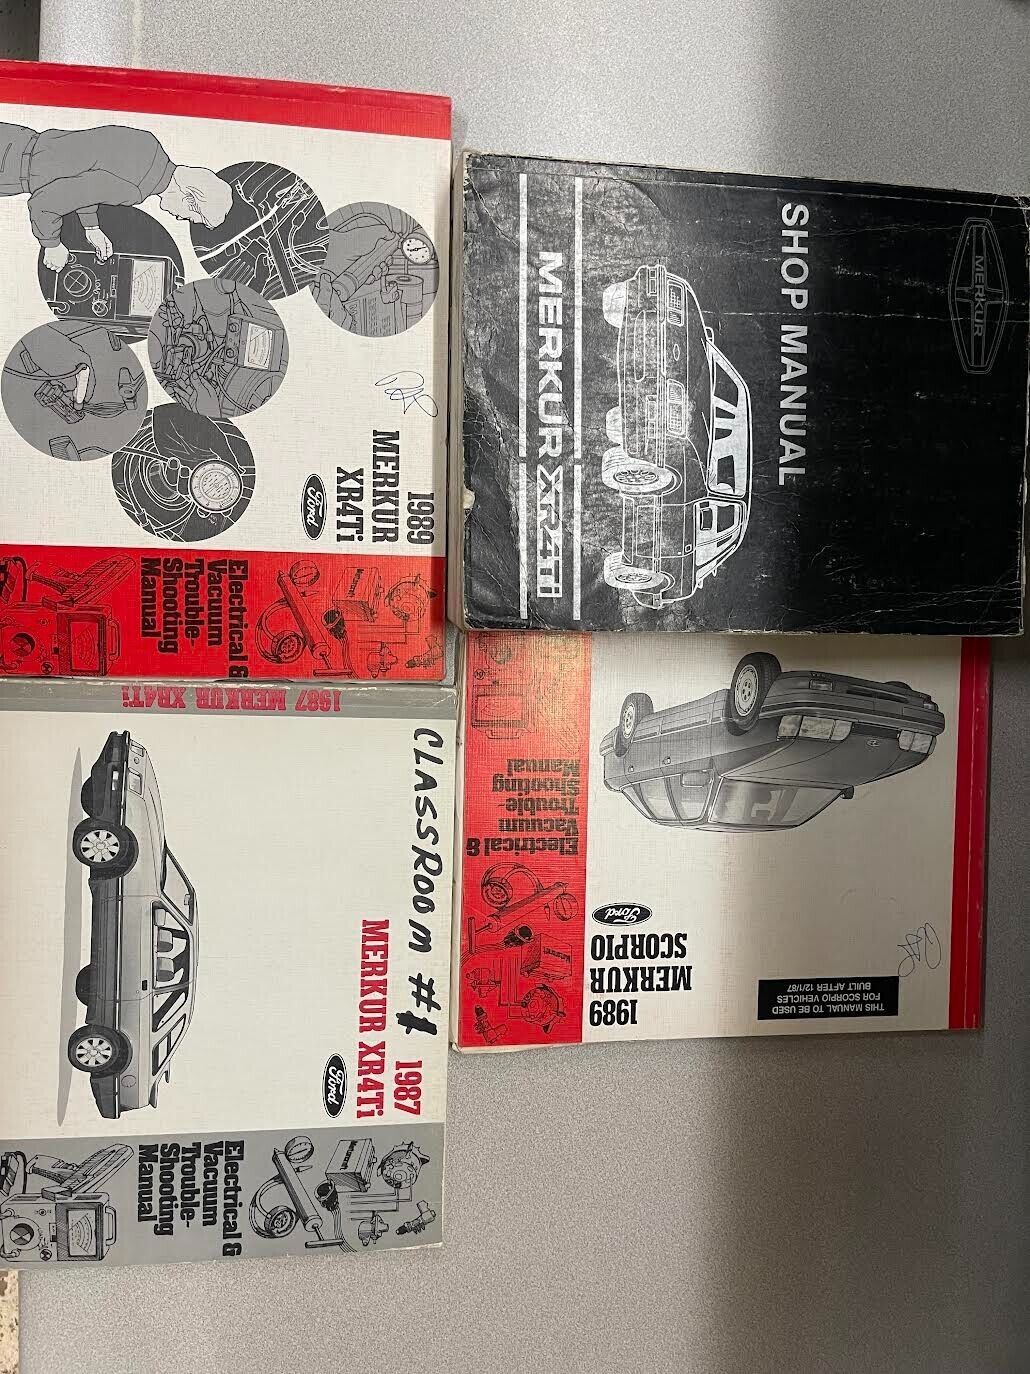 1989
MERKUR
XR4Ti
Ford
Electrical &
Vacuum
Trouble-
Shooting
Manual
MERKUR
SHOP MANUAL
MERKUR XR4Ti
1987 MERKUR XR4Ti
CLASSROOM #1
1987
MERKUR XR4Ti
Ford
Electrical &
Vacuum
Trouble-
Shooting
Manual
THIS MANUAL TO BE USED
FOR SCORPIO VEHICLES
BUILT AFTER 12/1/87
1989
MERKUR
SCORPIO
Ford
Electrical &
Vacuum
Trouble-
Shooting
Manual